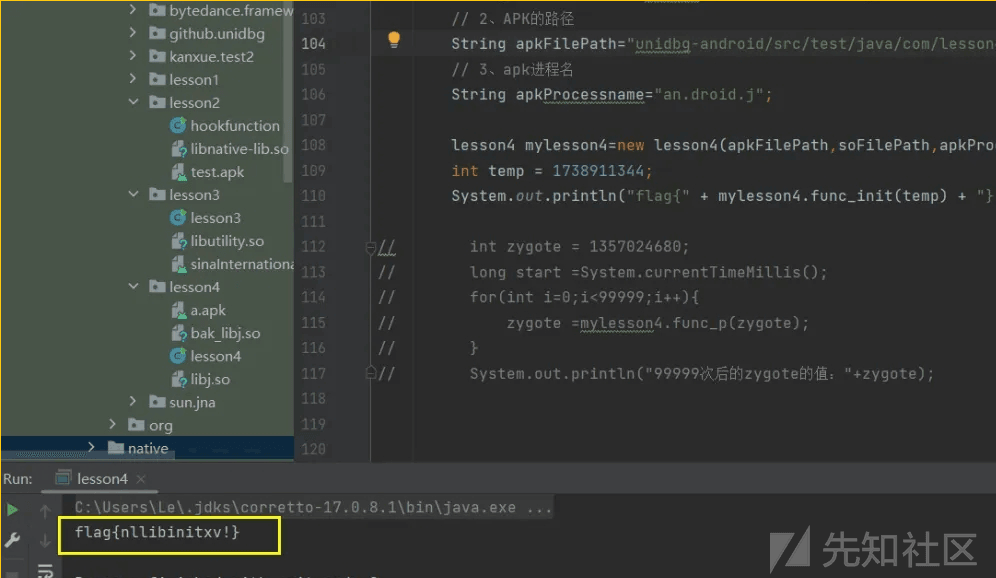 bytedance.framew
github.unidbg
kanxue.test2
lesson1
lesson2
hookfunction
libnative-lib.so
test.apk
lesson3
lesson3
libutility.so
sinaInternationa
lesson4
a.apk
bak_libj.so
lesson4
libj.so
sun.jna
org
native
103 // 2、APK的路径
104 String apkFilePath="unidbg-android/src/test/java/com/lesson
105 // 3、apk进程名
106 String apkProcessname="an.droid.j";
107
108 lesson4 mylesson4=new lesson4(apkFilePath,soFilePath,apkPro
109 int temp = 1738911344;
110 System.out.println("flag{" + mylesson4.func_init(temp) + "}
111
112 // int zygote = 1357024680;
113 // long start =System.currentTimeMillis();
114 // for(int i=0;i<99999;i++){
115 // zygote =mylesson4.func_p(zygote);
116 // }
117 // System.out.println("99999次后的zygote的值："+zygote);
118
119
120
Run: lesson4 ×
C:\Users\Le\.jdks\corretto-17.0.8.1\bin\java.exe ...
flag{nllibinitxv!}
先知社区